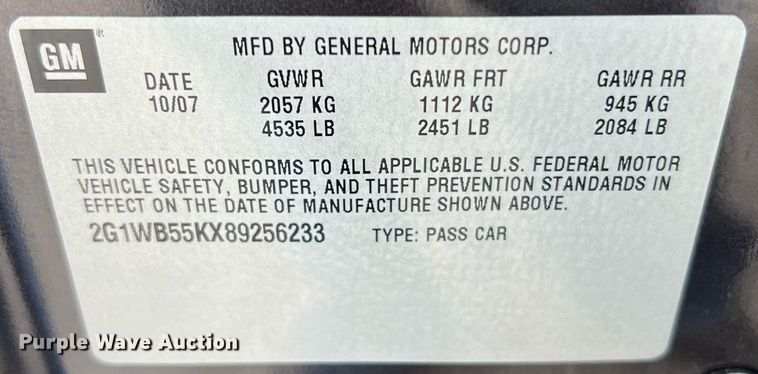 GM ®
MFD BY GENERAL MOTORS CORP.
DATE GVWR GAWR FRT GAWR RR
10/07 2057 KG 1112 KG 945 KG
4535 LB 2451 LB 2084 LB
THIS VEHICLE CONFORMS TO ALL APPLICABLE U.S. FEDERAL MOTOR
VEHICLE SAFETY, BUMPER, AND THEFT PREVENTION STANDARDS IN
EFFECT ON THE DATE OF MANUFACTURE SHOWN ABOVE.
2G1WB55KX89256233 TYPE: PASS CAR
Purple Wave Auction